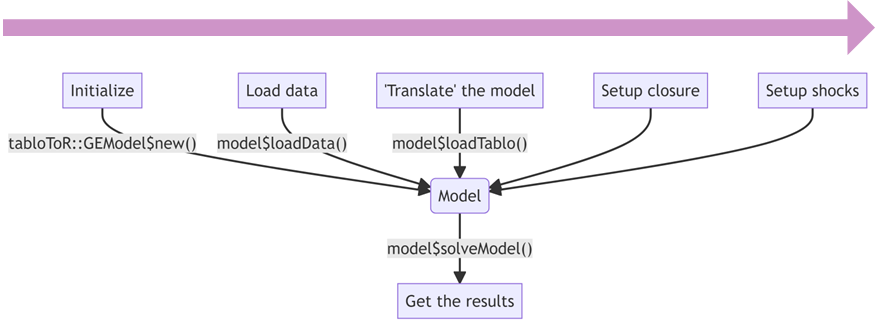 Initialize
Load data
'Translate' the model
Setup closure
Setup shocks
tabloToR::GEModel$new()
model$loadData()
model$loadTablo()
Model
model$solveModel()
Get the results